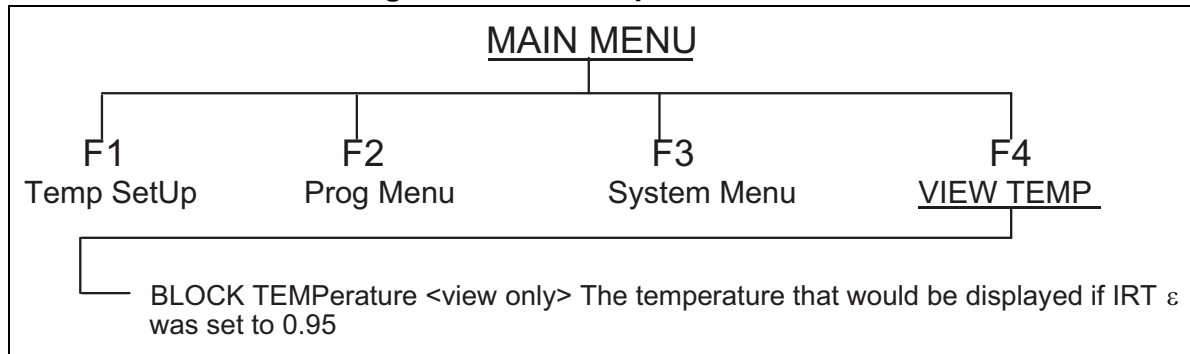 MAIN MENU
F1 F2 F3 F4
Temp SetUp Prog Menu System Menu VIEW TEMP
BLOCK TEMPerature <view only> The temperature that would be displayed if IRT ε
was set to 0.95